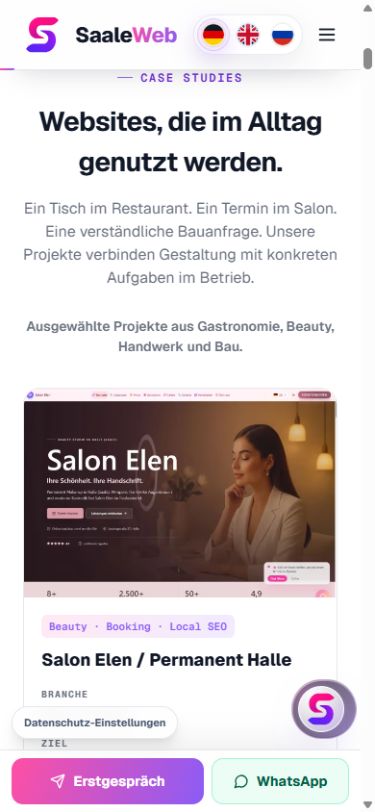 SaaleWeb
CASE STUDIES
Websites, die im Alltag
genutzt werden.
Ein Tisch im Restaurant. Ein Termin im Salon.
Eine verständliche Bauanfrage. Unsere
Projekte verbinden Gestaltung mit konkreten
Aufgaben im Betrieb.
Ausgewählte Projekte aus Gastronomie, Beauty,
Handwerk und Bau.
Salon Elen
Ihre Schönheit. Ihre Handschrift.
8+ 2.500+ 50+ 4,9
Beauty · Booking · Local SEO
Salon Elen / Permanent Halle
BRANCHE
Datenschutz-Einstellungen
ZIEL
Erstgespräch
WhatsApp